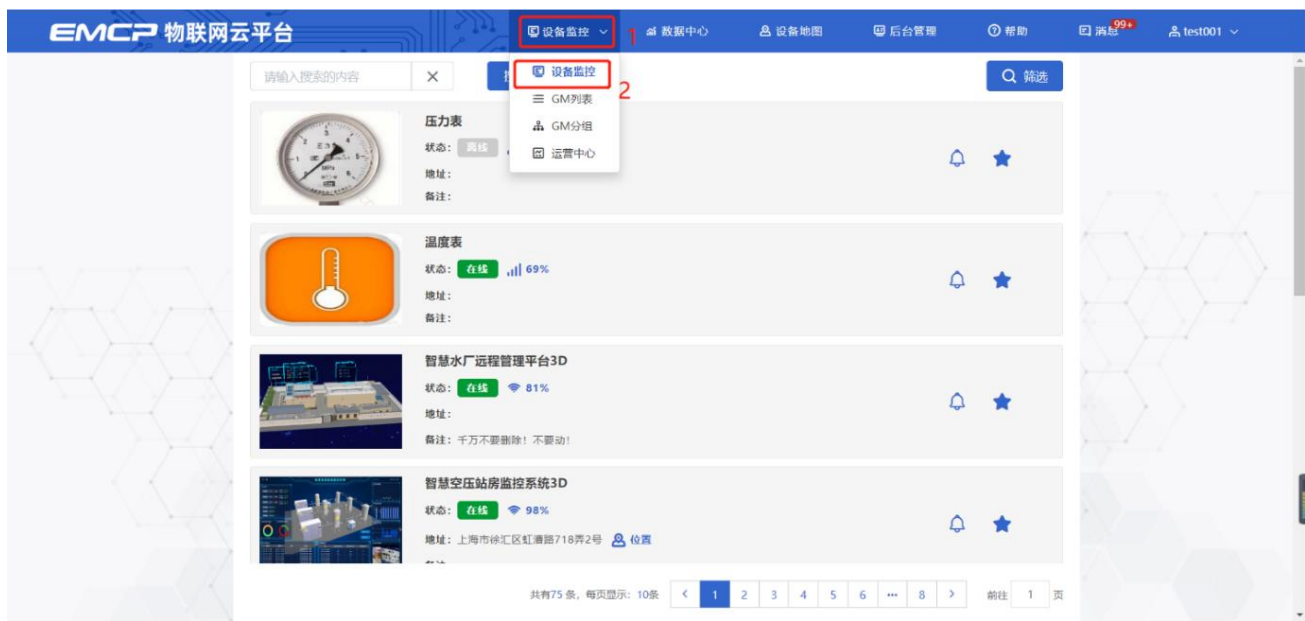 EMCP 物联网云平台
设备监控
1
数据中心
设备地图
后台管理
帮助
消息
99+
test001
请输入搜索的内容
设备监控
2
GM列表
GM分组
运营中心
筛选
压力表
状态: 离线
地址:
备注:
温度表
状态: 在线 69%
地址:
备注:
智慧水厂远程管理平台3D
状态: 在线 81%
地址:
备注: 千万不要删除! 不要动!
智慧空压站房监控系统3D
状态: 在线 98%
地址: 上海市徐汇区虹漕路718弄2号 位置
共有75 条, 每页显示: 10条 < 1 2 3 4 5 6 ••• 8 > 前往 1 页